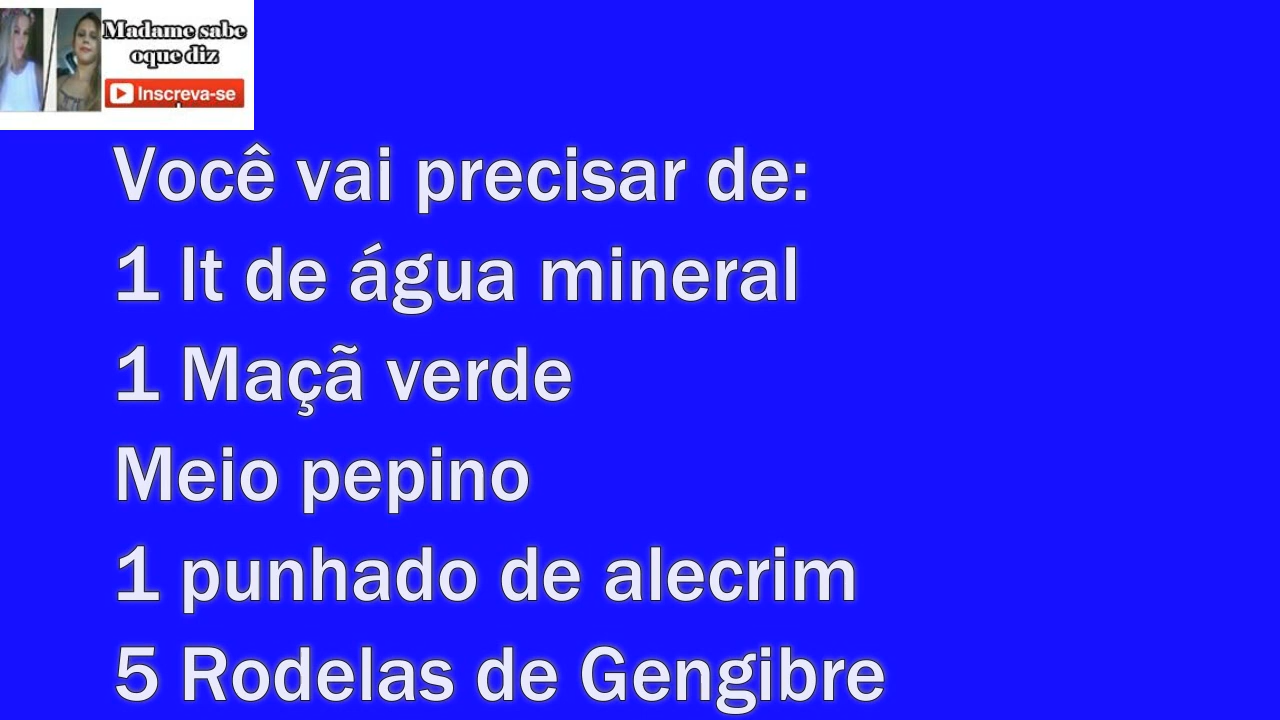 Madame sabe
oque diz
Inscreva-se
Você vai precisar de:
1 lt de água mineral
1 Maçã verde
Meio pepino
1 punhado de alecrim
5 Rodelas de Gengibre